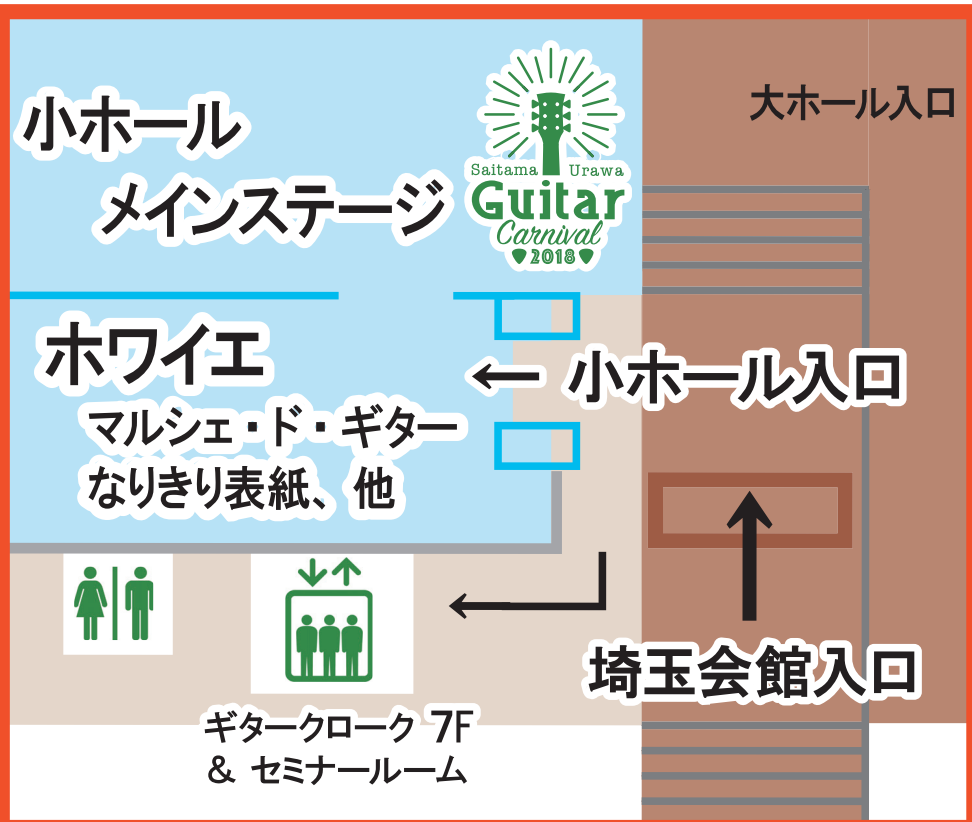 小ホール
メインステージ
Saitama Urawa
Guitar
Carnival
2018
大ホール入口
ホワイエ
マルシェ・ド・ギター
なりきり表紙、他
← 小ホール入口
埼玉会館入口
ギタークローク 7F
& セミナールーム